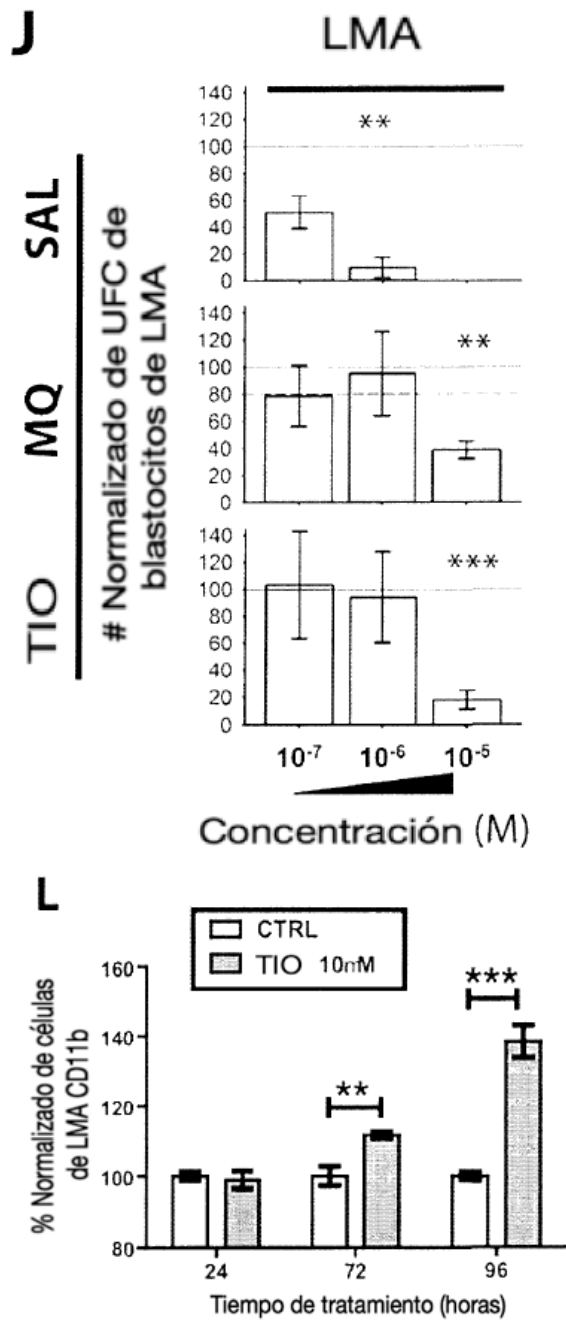 J
LMA
SAL
MQ
TIO
# Normalizado de UFC de
blastocitos de LMA
140
120
100
80
60
40
20
0
**
140
120
100
80
60
40
20
0
**
140
120
100
80
60
40
20
0
***
10-7 10-6 10-5
Concentración (M)
L
CTRL
TIO 10mM
% Normalizado de células
de LMA CD11b
160
140
120
100
80
**
***
24 72 96
Tiempo de tratamiento (horas)